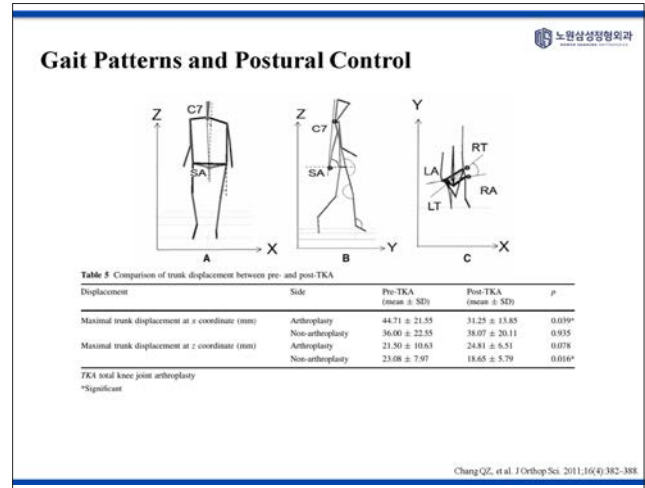 노원삼성정형외과
Gait Patterns and Postural Control
Z
C7
SA
X
A
Z
C7
SA
Y
B
Y
RT
LA
RA
LT
X
C
Table 5 Comparison of trunk displacement between pre- and post-TKA
Displacement Side Pre-TKA (mean ± SD) Post-TKA (mean ± SD) p
Maximal trunk displacement at x coordinate (mm) Arthroplasty 44.71 ± 21.55 31.25 ± 13.85 0.039*
Non-arthroplasty 36.00 ± 22.55 38.07 ± 20.11 0.935
Maximal trunk displacement at z coordinate (mm) Arthroplasty 21.50 ± 10.63 24.81 ± 6.51 0.078
Non-arthroplasty 23.08 ± 7.97 18.65 ± 5.79 0.016*
TKA total knee joint arthroplasty
*Significant
Chang QZ, et al. J Orthop Sci. 2011;16(4):382-388.